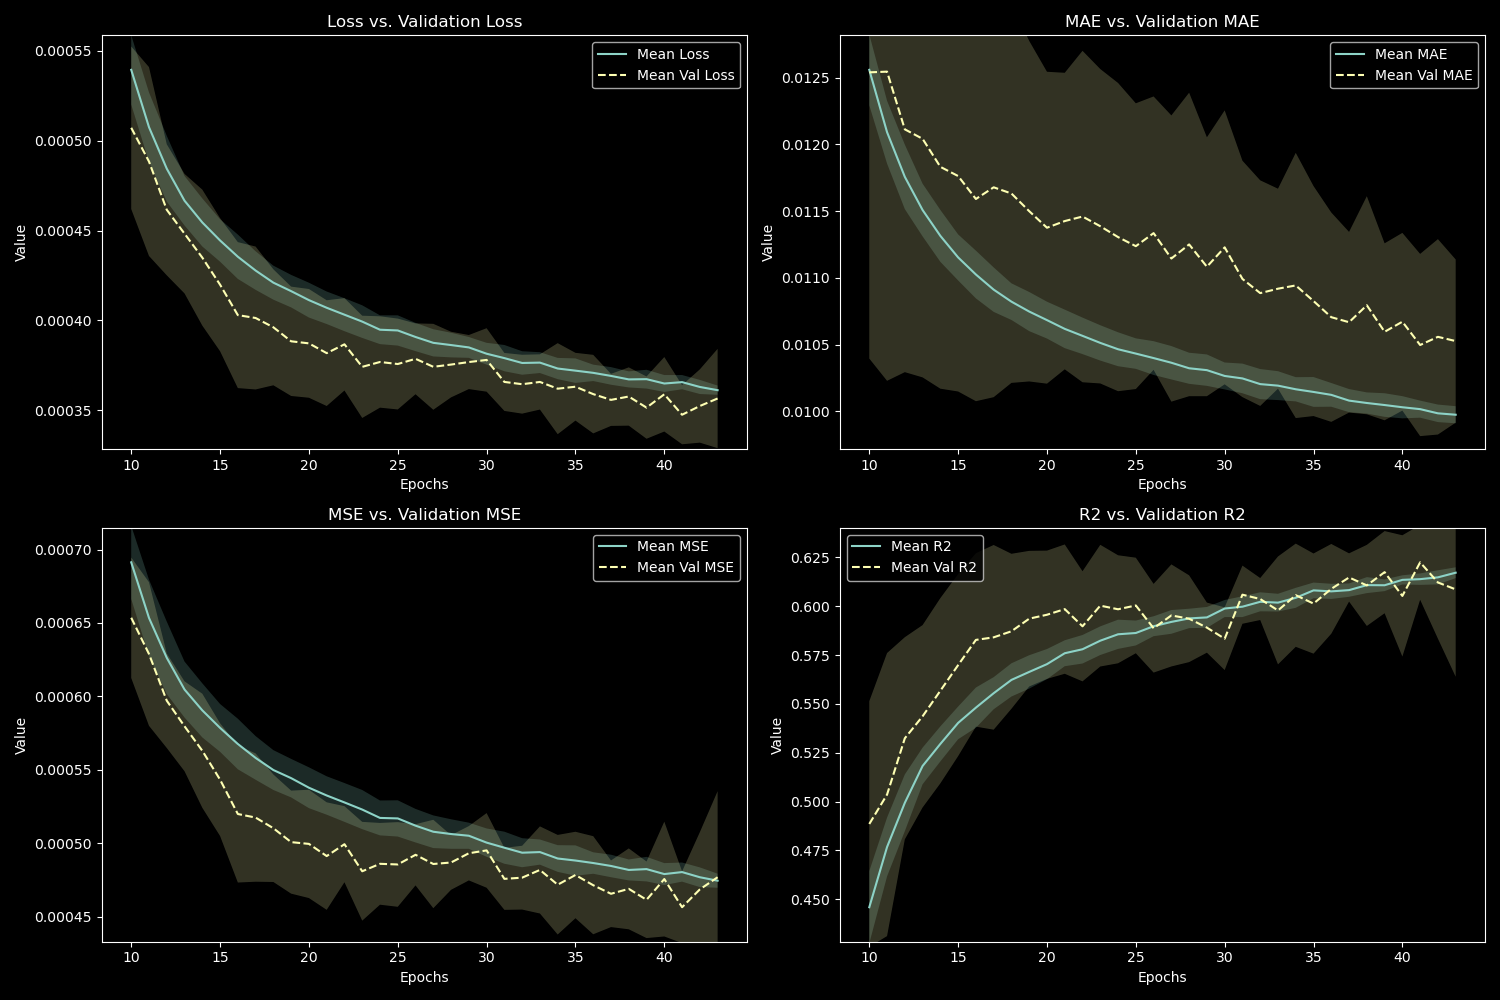 Loss vs. Validation Loss
Value
0.00055
0.00050
0.00045
0.00040
0.00035
Mean Loss
Mean Val Loss
10 15 20 25 30 35 40
Epochs
MAE vs. Validation MAE
Value
0.0125
0.0120
0.0115
0.0110
0.0105
0.0100
Mean MAE
Mean Val MAE
10 15 20 25 30 35 40
Epochs
MSE vs. Validation MSE
Value
0.00070
0.00065
0.00060
0.00055
0.00050
0.00045
Mean MSE
Mean Val MSE
10 15 20 25 30 35 40
Epochs
R2 vs. Validation R2
Value
0.625
0.600
0.575
0.550
0.525
0.500
0.475
0.450
Mean R2
Mean Val R2
10 15 20 25 30 35 40
Epochs